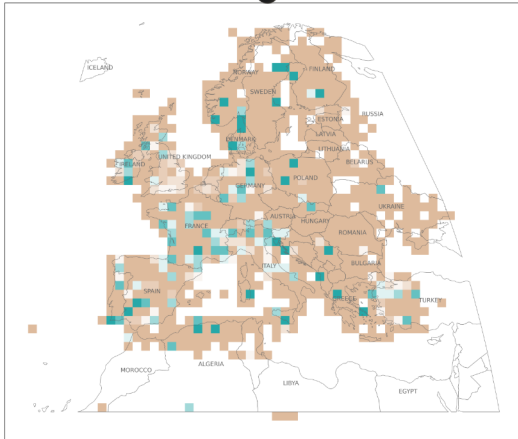 ICELAND
NORWAY
FINLAND
SWEDEN
RUSSIA
ESTONIA
LATVIA
DENMARK
LITHUANIA
UNITED KINGDOM
IRELAND
BELARUS
POLAND
GERMANY
UKRAINE
AUSTRIA
HUNGARY
FRANCE
ROMANIA
ITALY
BULGARIA
SPAIN
GREECE
TURKEY
ALGERIA
MOROCCO
LIBYA
EGYPT